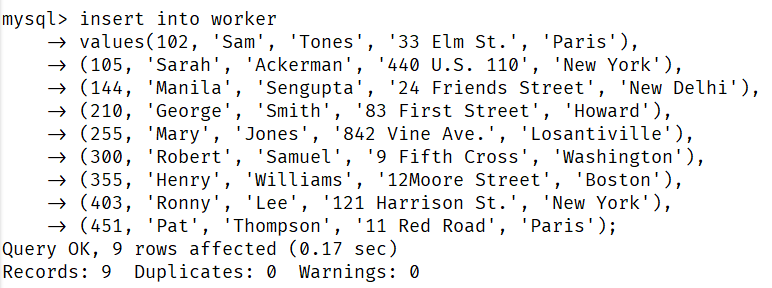 mysql> insert into worker
    → values(102, 'Sam', 'Tones', '33 Elm St.', 'Paris'),
    → (105, 'Sarah', 'Ackerman', '440 U.S. 110', 'New York'),
    → (144, 'Manila', 'Sengupta', '24 Friends Street', 'New Delhi'),
    → (210, 'George', 'Smith', '83 First Street', 'Howard'),
    → (255, 'Mary', 'Jones', '842 Vine Ave.', 'Losantiville'),
    → (300, 'Robert', 'Samuel', '9 Fifth Cross', 'Washington'),
    → (355, 'Henry', 'Williams', '12Moore Street', 'Boston'),
    → (403, 'Ronny', 'Lee', '121 Harrison St.', 'New York'),
    → (451, 'Pat', 'Thompson', '11 Red Road', 'Paris');
Query OK, 9 rows affected (0.17 sec)
Records: 9  Duplicates: 0  Warnings: 0